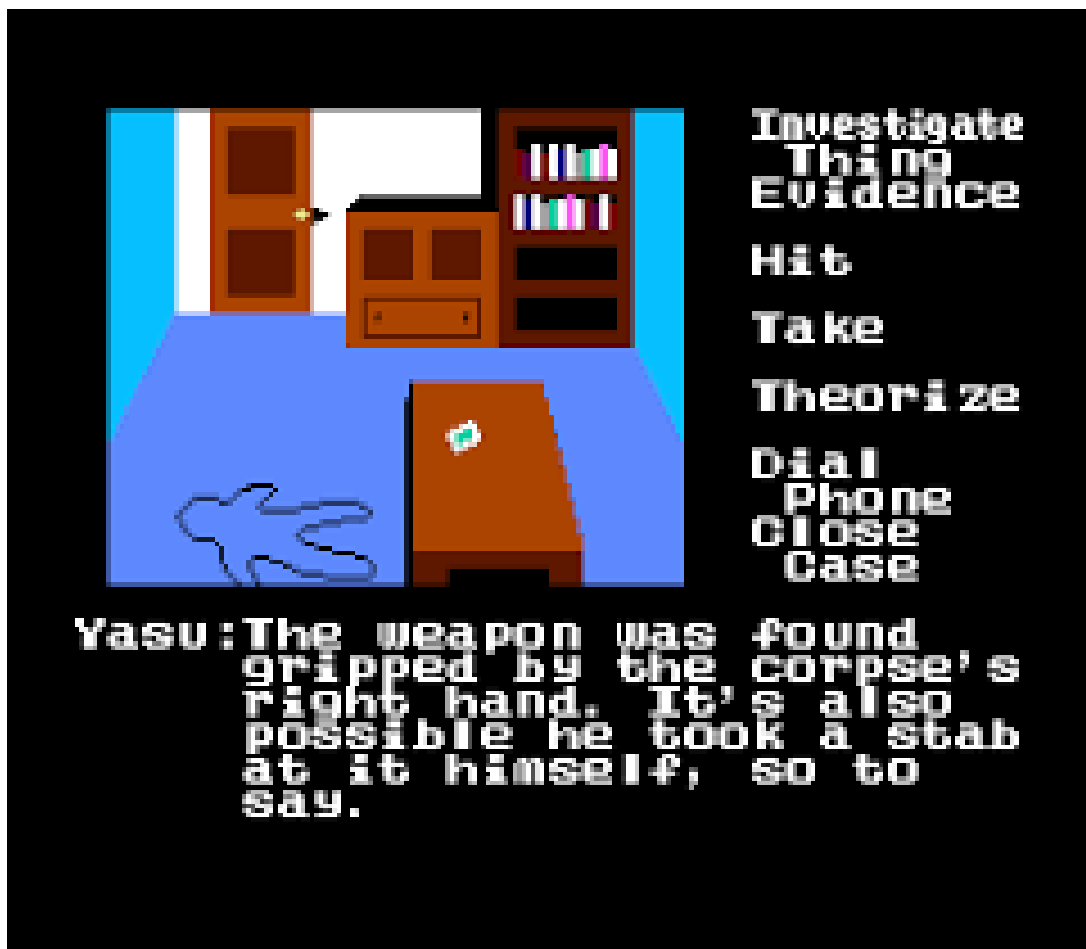 Investigate
Thing
Evidence
Hit
Take
Theorize
Dial
Phone
Close
Case
Yasu:The weapon was found
gripped by the corpse's
right hand. It's also
possible he took a stab
at it himself, so to
say.